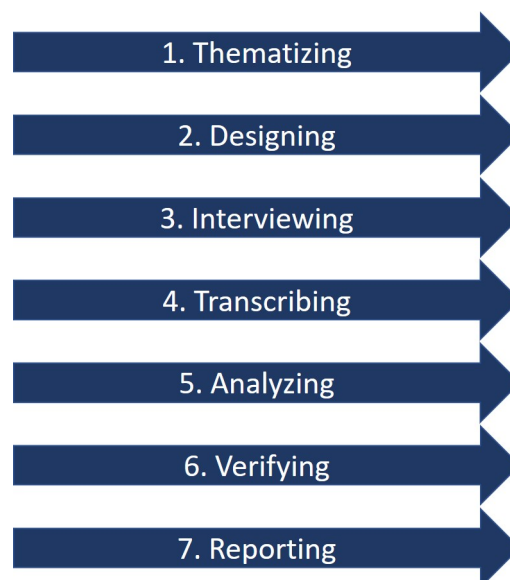 1. Thematizing
2. Designing
3. Interviewing
4. Transcribing
5. Analyzing
6. Verifying
7. Reporting